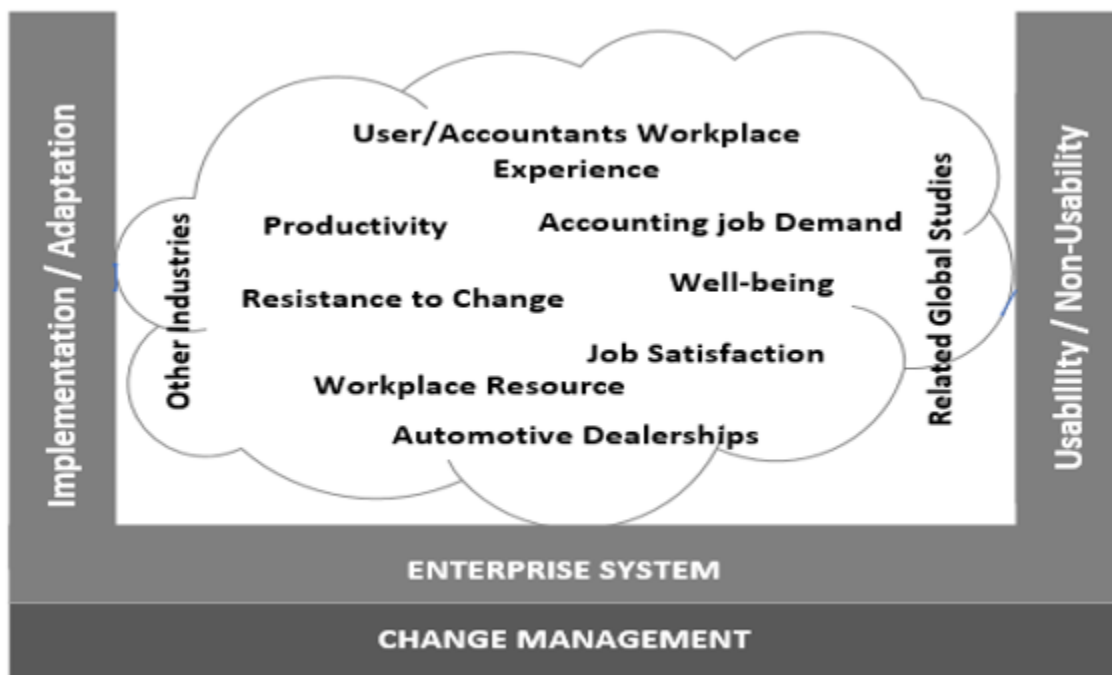 Implementation / Adaptation
Other Industries
User/Accountants Workplace
Experience
Productivity
Accounting job Demand
Resistance to Change
Well-being
Job Satisfaction
Workplace Resource
Automotive Dealerships
Related Global Studies
Usability / Non-Usability
ENTERPRISE SYSTEM
CHANGE MANAGEMENT